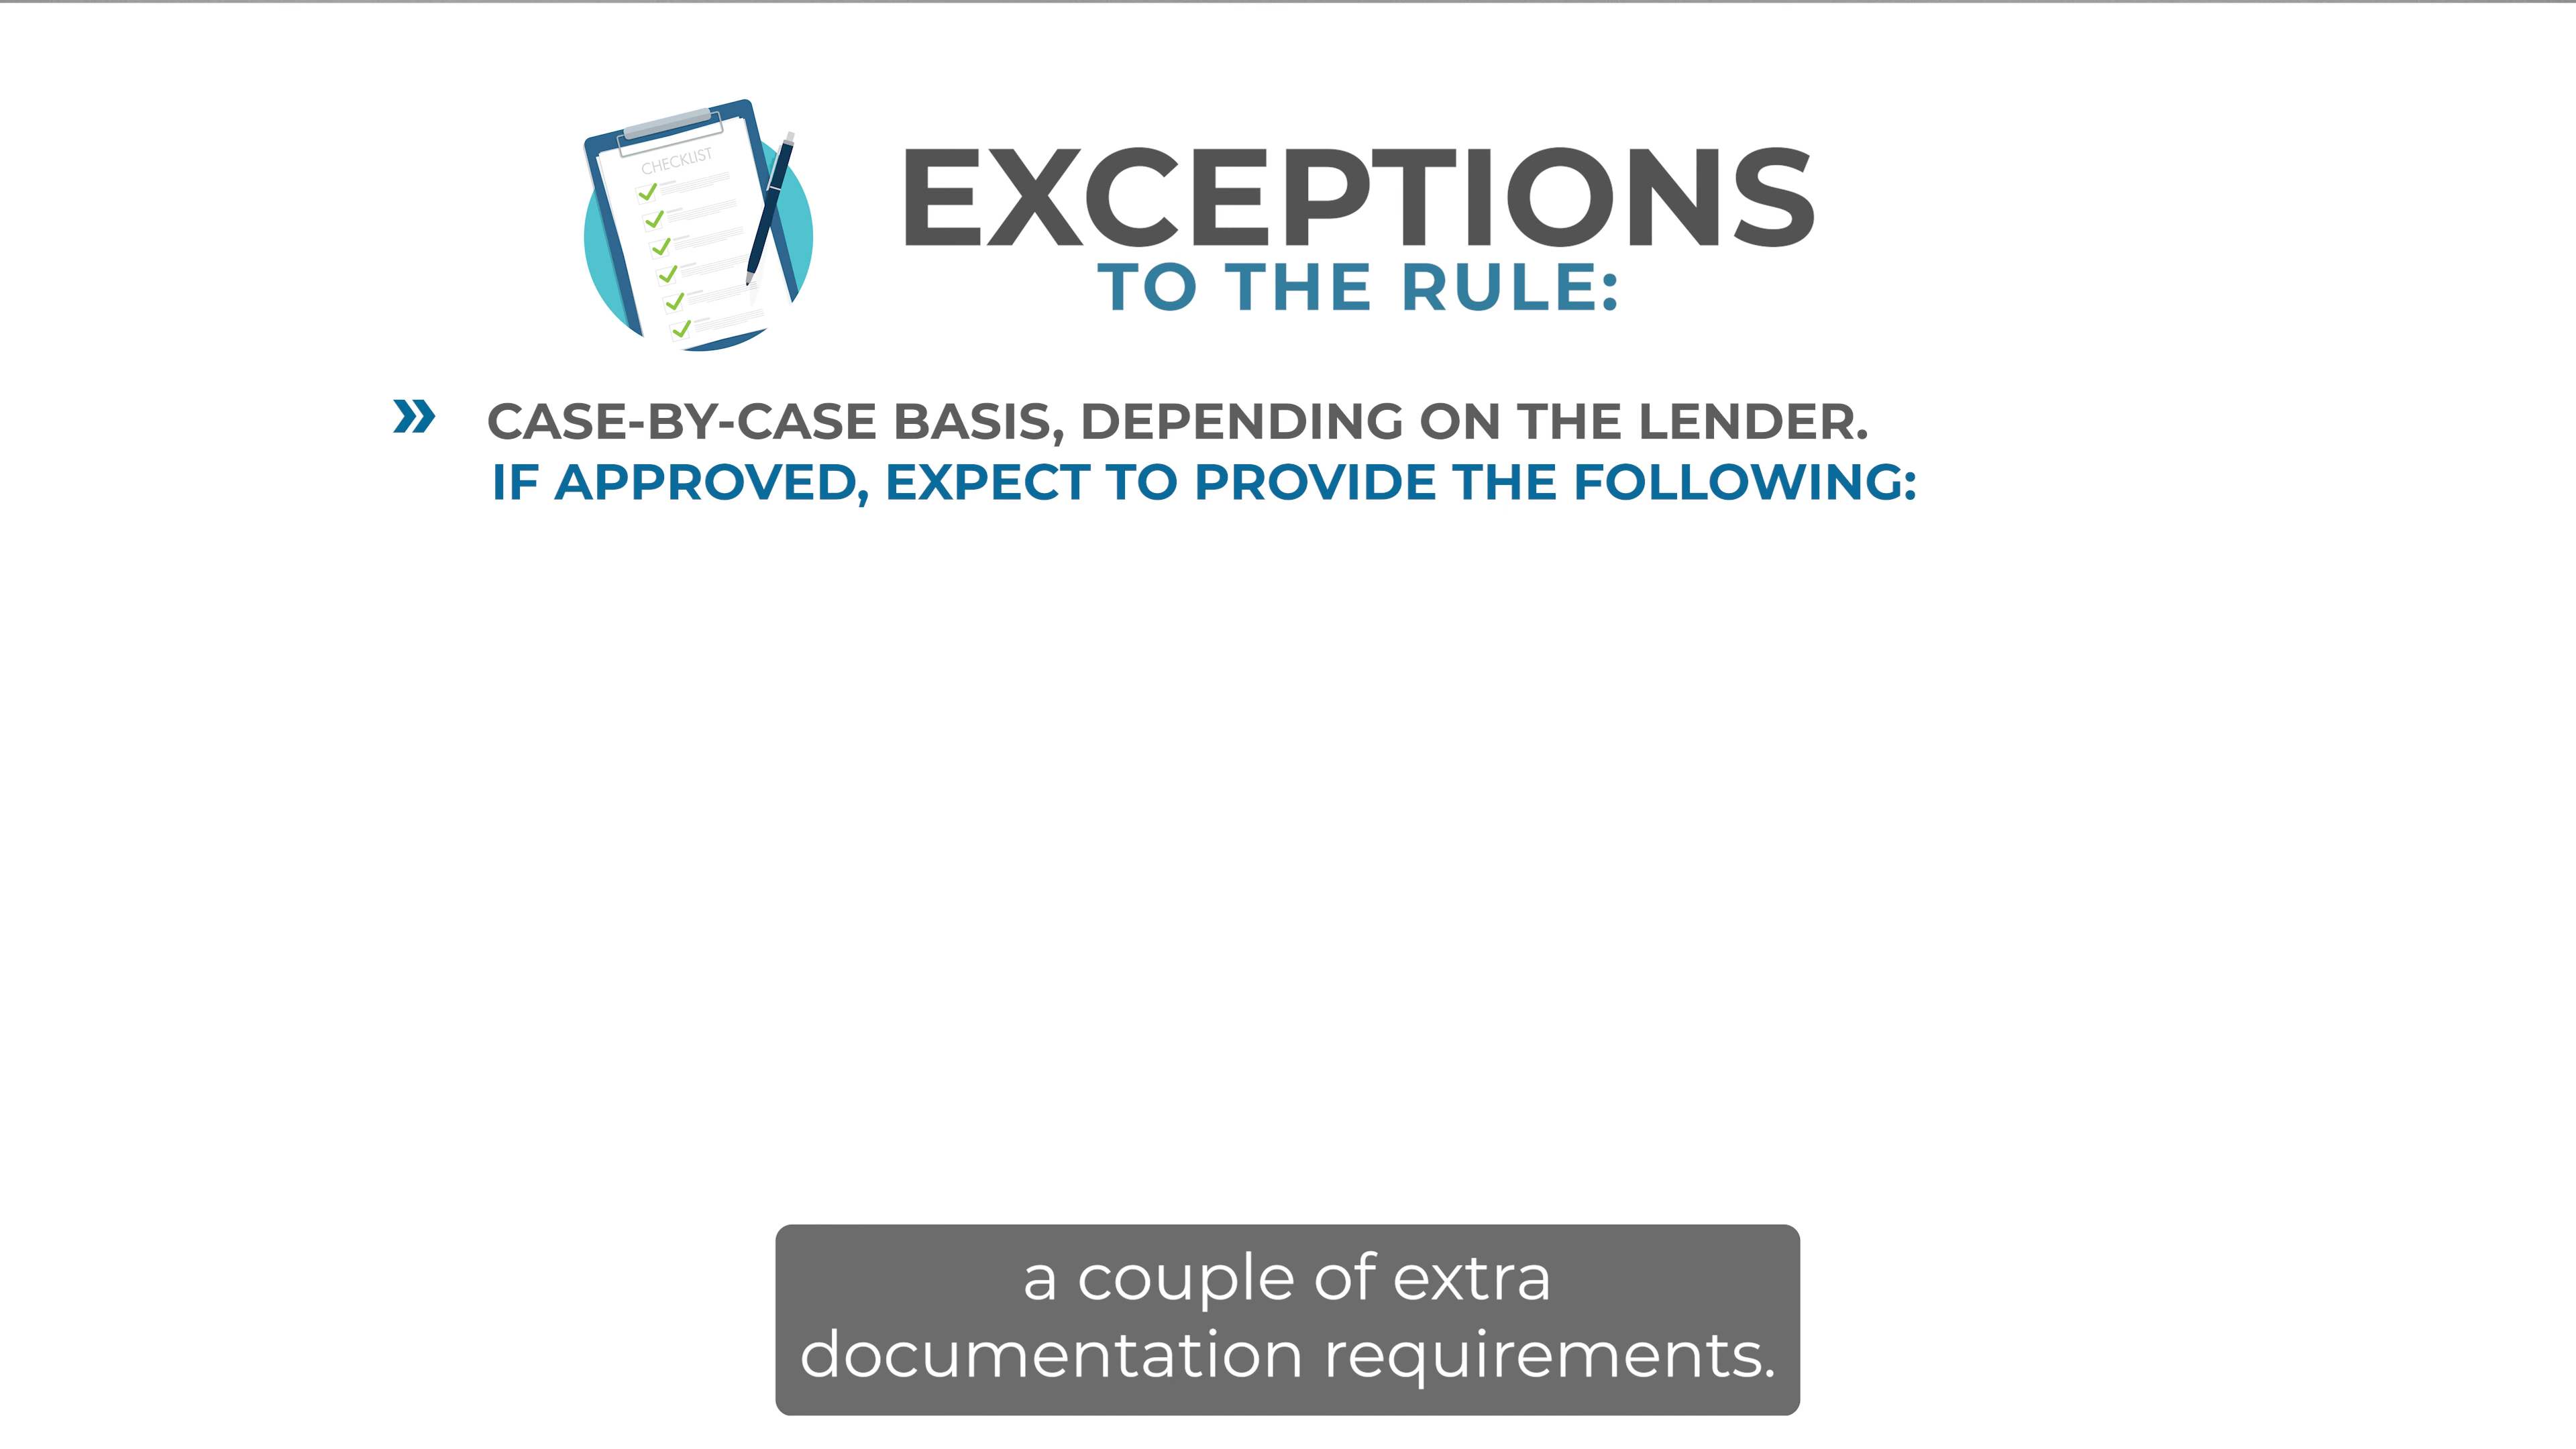 CHECKLIST
EXCEPTIONS
TO THE RULE:
» CASE-BY-CASE BASIS, DEPENDING ON THE LENDER.
IF APPROVED, EXPECT TO PROVIDE THE FOLLOWING:
a couple of extra
documentation requirements.